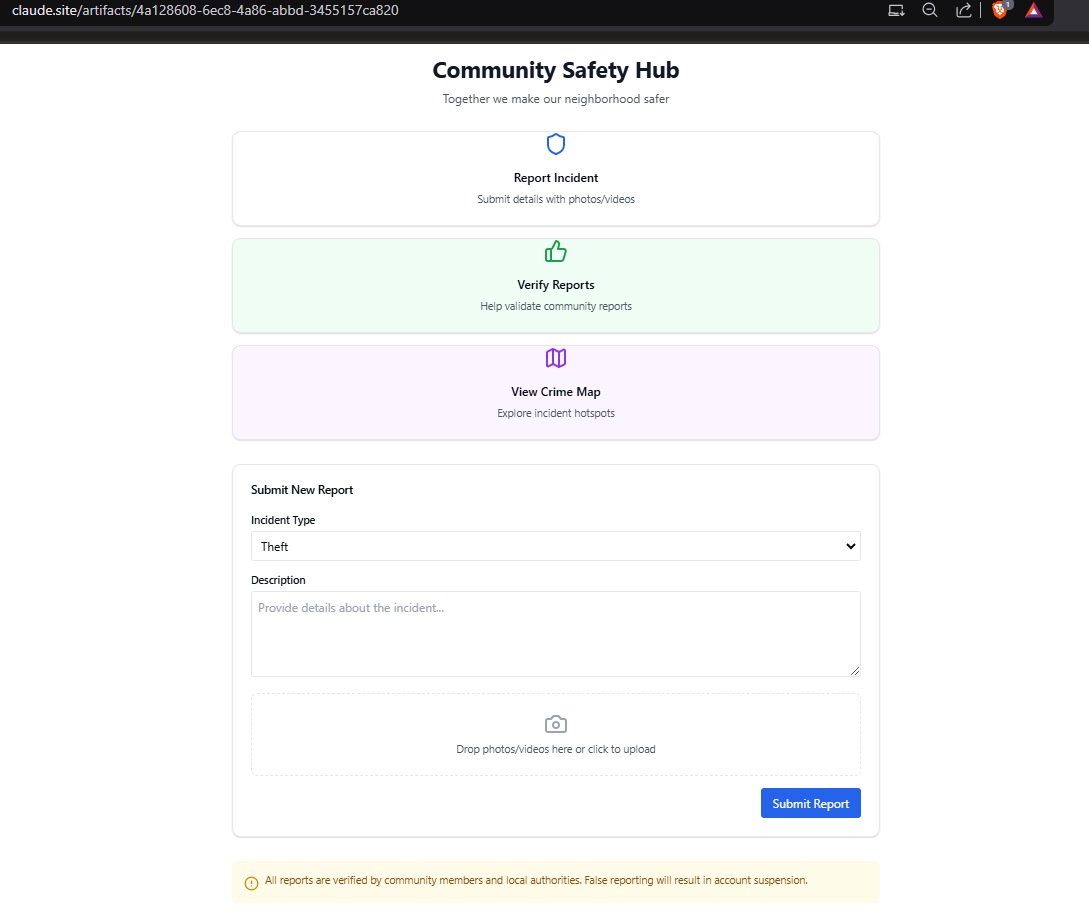 claude.site/artifacts/4a128608-6ec8-4a86-abbd-3455157ca820
1
Community Safety Hub
Together we make our neighborhood safer
Report Incident
Submit details with photos/videos
Verify Reports
Help validate community reports
View Crime Map
Explore incident hotspots
Submit New Report
Incident Type
Theft
Description
Provide details about the incident...
Drop photos/videos here or click to upload
Submit Report
All reports are verified by community members and local authorities. False reporting will result in account suspension.